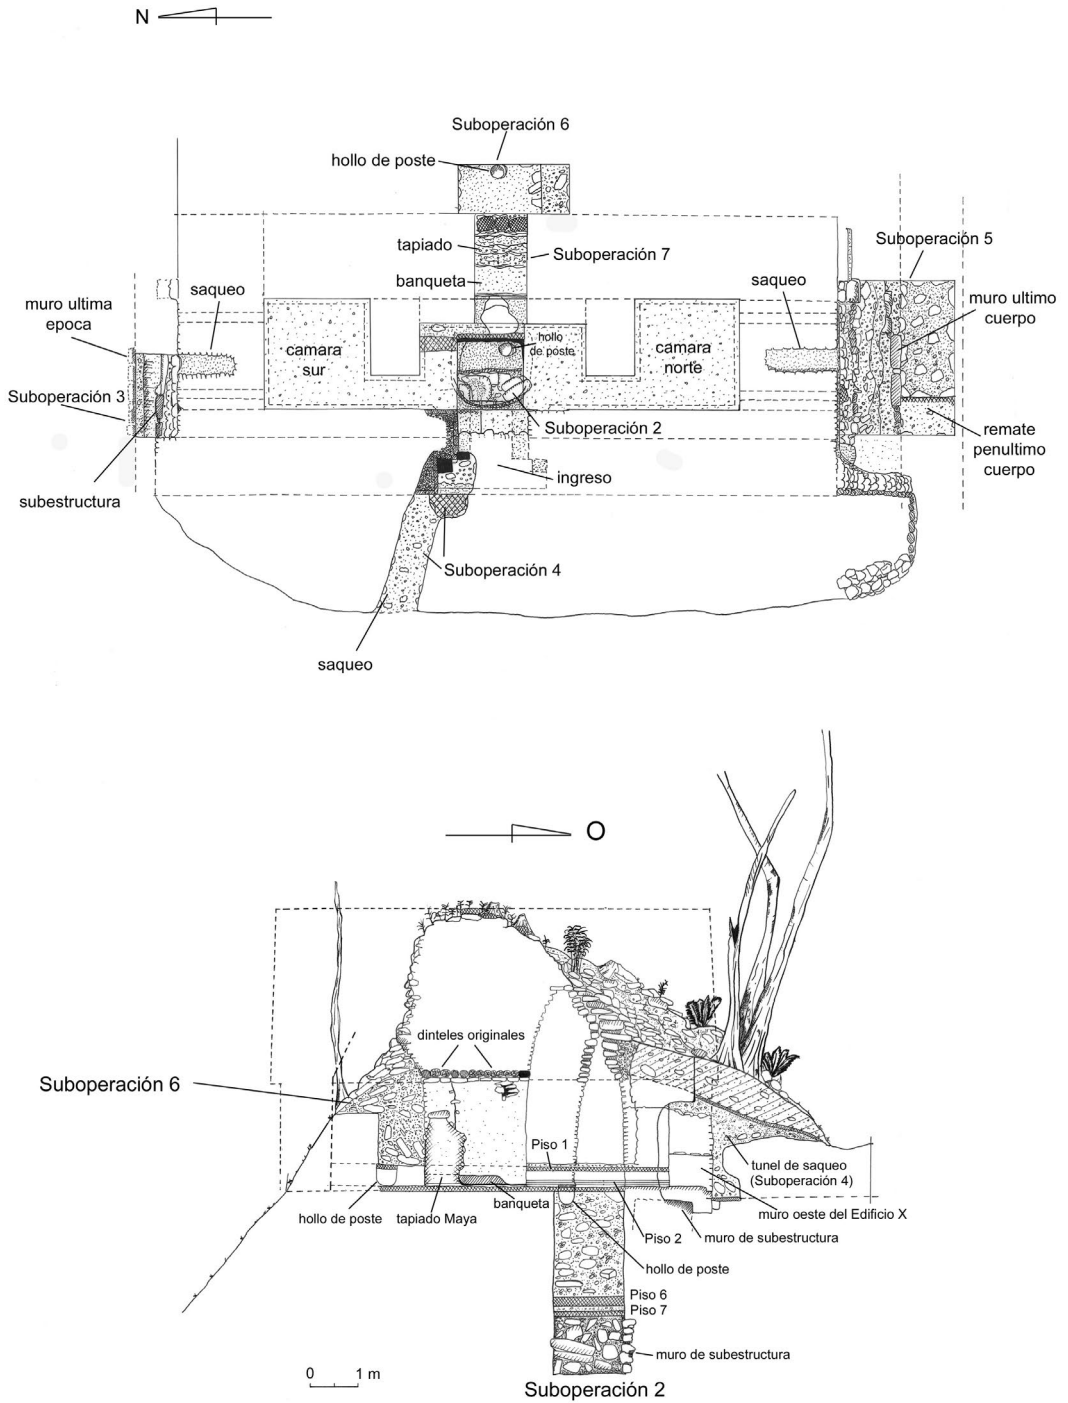 N
Suboperación 6
hollo de poste
tapiado
Suboperación 7
banqueta
Suboperación 5
saqueo
saqueo
muro ultima
epoca
muro ultimo
cuerpo
camara
sur
hollo
de poste
camara
norte
Suboperación 3
Suboperación 2
remate
penultimo
cuerpo
ingreso
subestructura
Suboperación 4
saqueo
O
dinteles originales
Suboperación 6
Piso 1
tunel de saqueo
(Suboperación 4)
banqueta
hollo de poste
tapiado Maya
muro oeste del Edificio X
Piso 2
muro de subestructura
hollo de poste
Piso 6
Piso 7
muro de subestructura
0 1 m
Suboperación 2